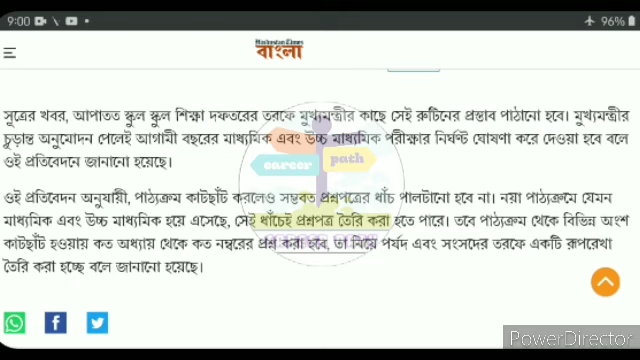 9:00
96%
Hindustan Times
বাংলা
সূত্রের খবর, আপাতত স্কুল স্কুল শিক্ষা দফতরের তরফে মুখ্যমন্ত্রীর কাছে সেই রুটিনের প্রস্তাব পাঠানো হবে। মুখ্যমন্ত্রীর
চূড়ান্ত অনুমোদন পেলেই আগামী বছরের মাধ্যমিক এবং উচ্চ মাধ্যমিক পরীক্ষার নির্ঘণ্ট ঘোষণা করে দেওয়া হবে বলে
ওই প্রতিবেদনে জানানো হয়েছে।
career path
ওই প্রতিবেদন অনুযায়ী, পাঠ্যক্রম কাটছাঁট করলেও সম্ভবত প্রশ্নপত্রের ধাঁচ পালটানো হবে না। নয়া পাঠ্যক্রমে যেমন
মাধ্যমিক এবং উচ্চ মাধ্যমিক হয়ে এসেছে, সেই ধাঁচেই প্রশ্নপত্র তৈরি করা হতে পারে। তবে পাঠ্যক্রম থেকে বিভিন্ন অংশ
কাটছাঁট হওয়ায় কত অধ্যায় থেকে কত নম্বরের প্রশ্ন করা হবে, তা নিয়ে পর্ষদ এবং সংসদের তরফে একটি রূপরেখা
তৈরি করা হচ্ছে বলে জানানো হয়েছে।
PowerDirector